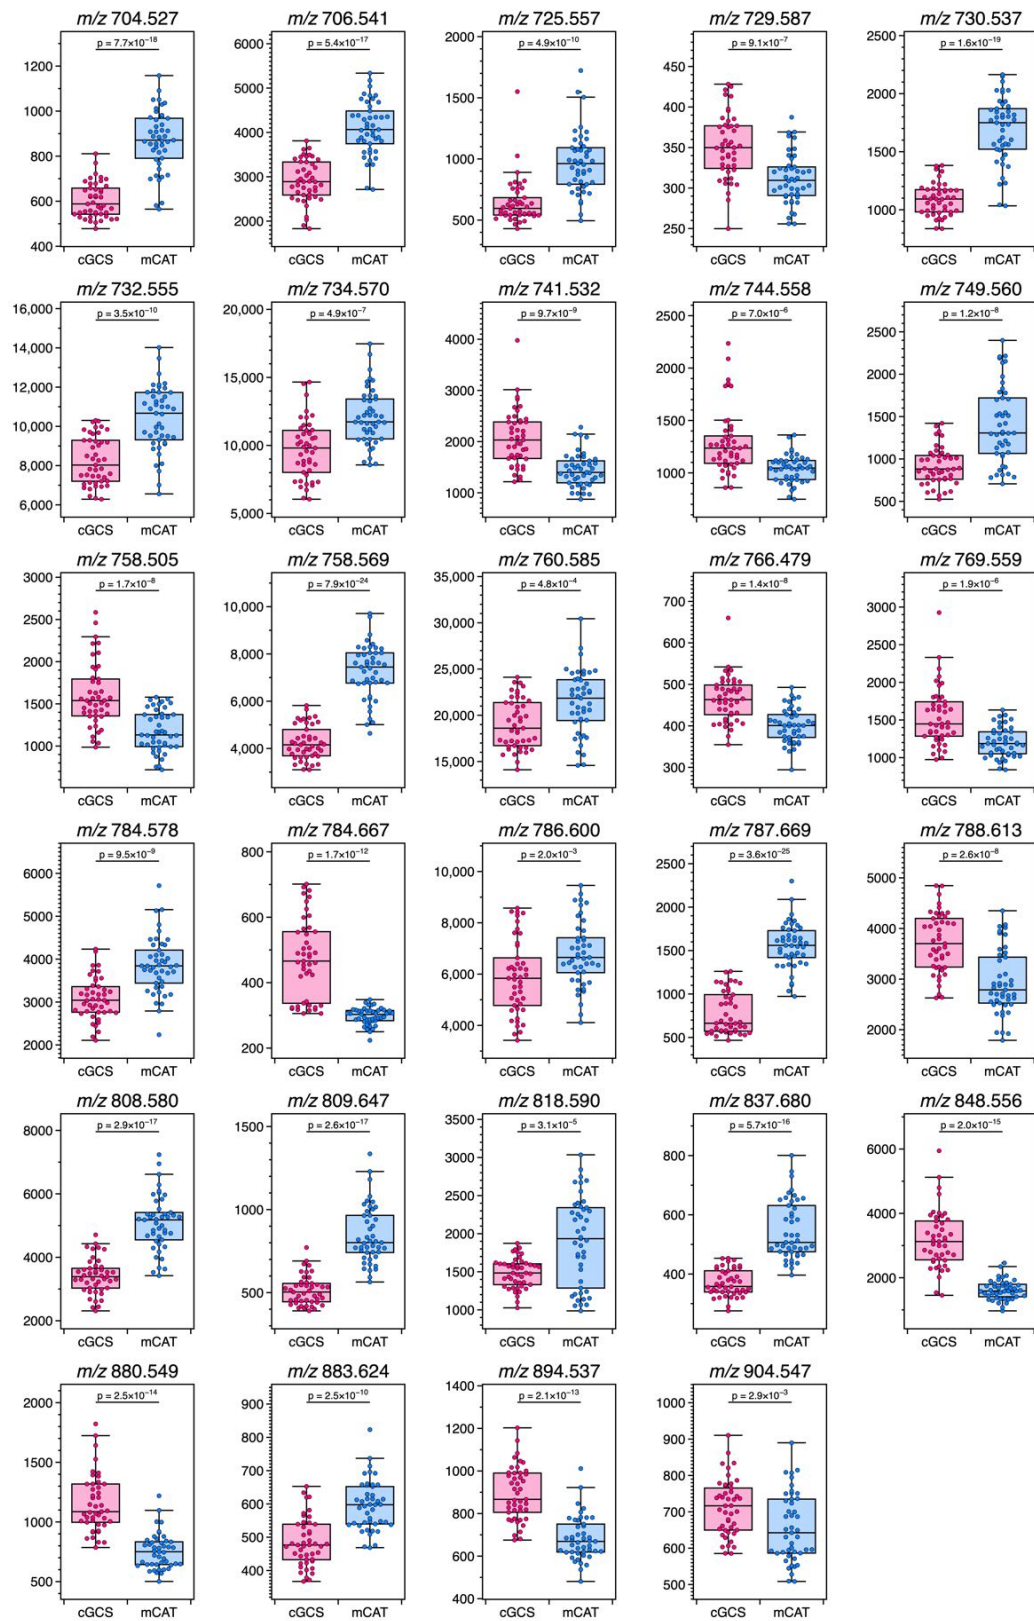 m/z 704.527
m/z 706.541
m/z 725.557
m/z 729.587
m/z 730.537
p = 7.7×10⁻¹⁸
p = 5.4×10⁻¹⁷
p = 4.9×10⁻¹⁰
p = 9.1×10⁻⁷
p = 1.6×10⁻¹⁹
1200
1000
800
600
400
6000
5000
4000
3000
2000
2000
1500
1000
500
450
400
350
300
250
2500
2000
1500
1000
cGCS mCAT
cGCS mCAT
cGCS mCAT
cGCS mCAT
cGCS mCAT
m/z 732.555
m/z 734.570
m/z 741.532
m/z 744.558
m/z 749.560
p = 3.5×10⁻¹⁰
p = 4.9×10⁻⁷
p = 9.7×10⁻⁹
p = 7.0×10⁻⁶
p = 1.2×10⁻⁸
16,000
14,000
12,000
10,000
8,000
6,000
20,000
15,000
10,000
5,000
4000
3000
2000
1000
2500
2000
1500
1000
2500
2000
1500
1000
500
cGCS mCAT
cGCS mCAT
cGCS mCAT
cGCS mCAT
cGCS mCAT
m/z 758.505
m/z 758.569
m/z 760.585
m/z 766.479
m/z 769.559
p = 1.7×10⁻⁸
p = 7.9×10⁻²⁴
p = 4.8×10⁻⁴
p = 1.4×10⁻⁸
p = 1.9×10⁻⁶
3000
2500
2000
1500
1000
10,000
8,000
6,000
4,000
35,000
30,000
25,000
20,000
15,000
700
600
500
400
300
3000
2500
2000
1500
1000
cGCS mCAT
cGCS mCAT
cGCS mCAT
cGCS mCAT
cGCS mCAT
m/z 784.578
m/z 784.667
m/z 786.600
m/z 787.669
m/z 788.613
p = 9.5×10⁻⁹
p = 1.7×10⁻¹²
p = 2.0×10⁻³
p = 3.6×10⁻²⁵
p = 2.6×10⁻⁸
6000
5000
4000
3000
2000
800
600
400
200
10,000
8,000
6,000
4,000
2500
2000
1500
1000
500
5000
4000
3000
2000
cGCS mCAT
cGCS mCAT
cGCS mCAT
cGCS mCAT
cGCS mCAT
m/z 808.580
m/z 809.647
m/z 818.590
m/z 837.680
m/z 848.556
p = 2.9×10⁻¹⁷
p = 2.6×10⁻¹⁷
p = 3.1×10⁻⁵
p = 5.7×10⁻¹⁶
p = 2.0×10⁻¹⁵
8000
6000
4000
2000
1500
1000
500
3500
3000
2500
2000
1500
1000
800
600
400
6000
4000
2000
cGCS mCAT
cGCS mCAT
cGCS mCAT
cGCS mCAT
cGCS mCAT
m/z 880.549
m/z 883.624
m/z 894.537
m/z 904.547
p = 2.5×10⁻¹⁴
p = 2.5×10⁻¹⁰
p = 2.1×10⁻¹³
p = 2.9×10⁻³
2000
1500
1000
500
900
800
700
600
500
400
1400
1200
1000
800
600
400
1000
900
800
700
600
500
cGCS mCAT
cGCS mCAT
cGCS mCAT
cGCS mCAT